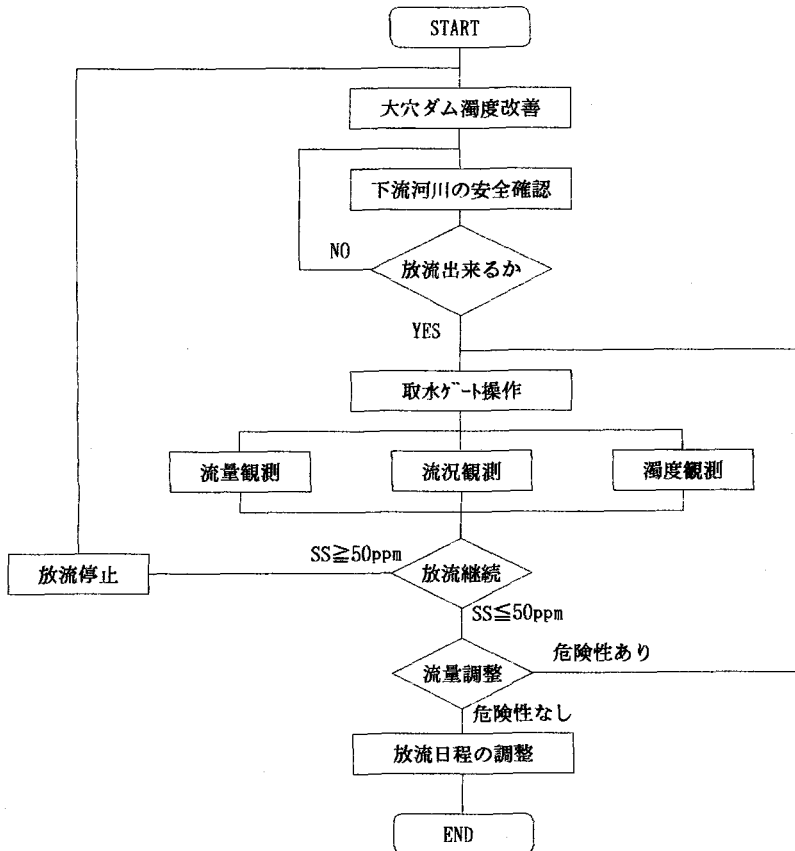 START
大穴ダム濁度改善
下流河川の安全確認
NO
放流出来るか
YES
取水ゲート操作
流量観測
流況観測
濁度観測
SS≧50ppm
放流停止
放流継続
SS≦50ppm
危険性あり
流量調整
危険性なし
放流日程の調整
END